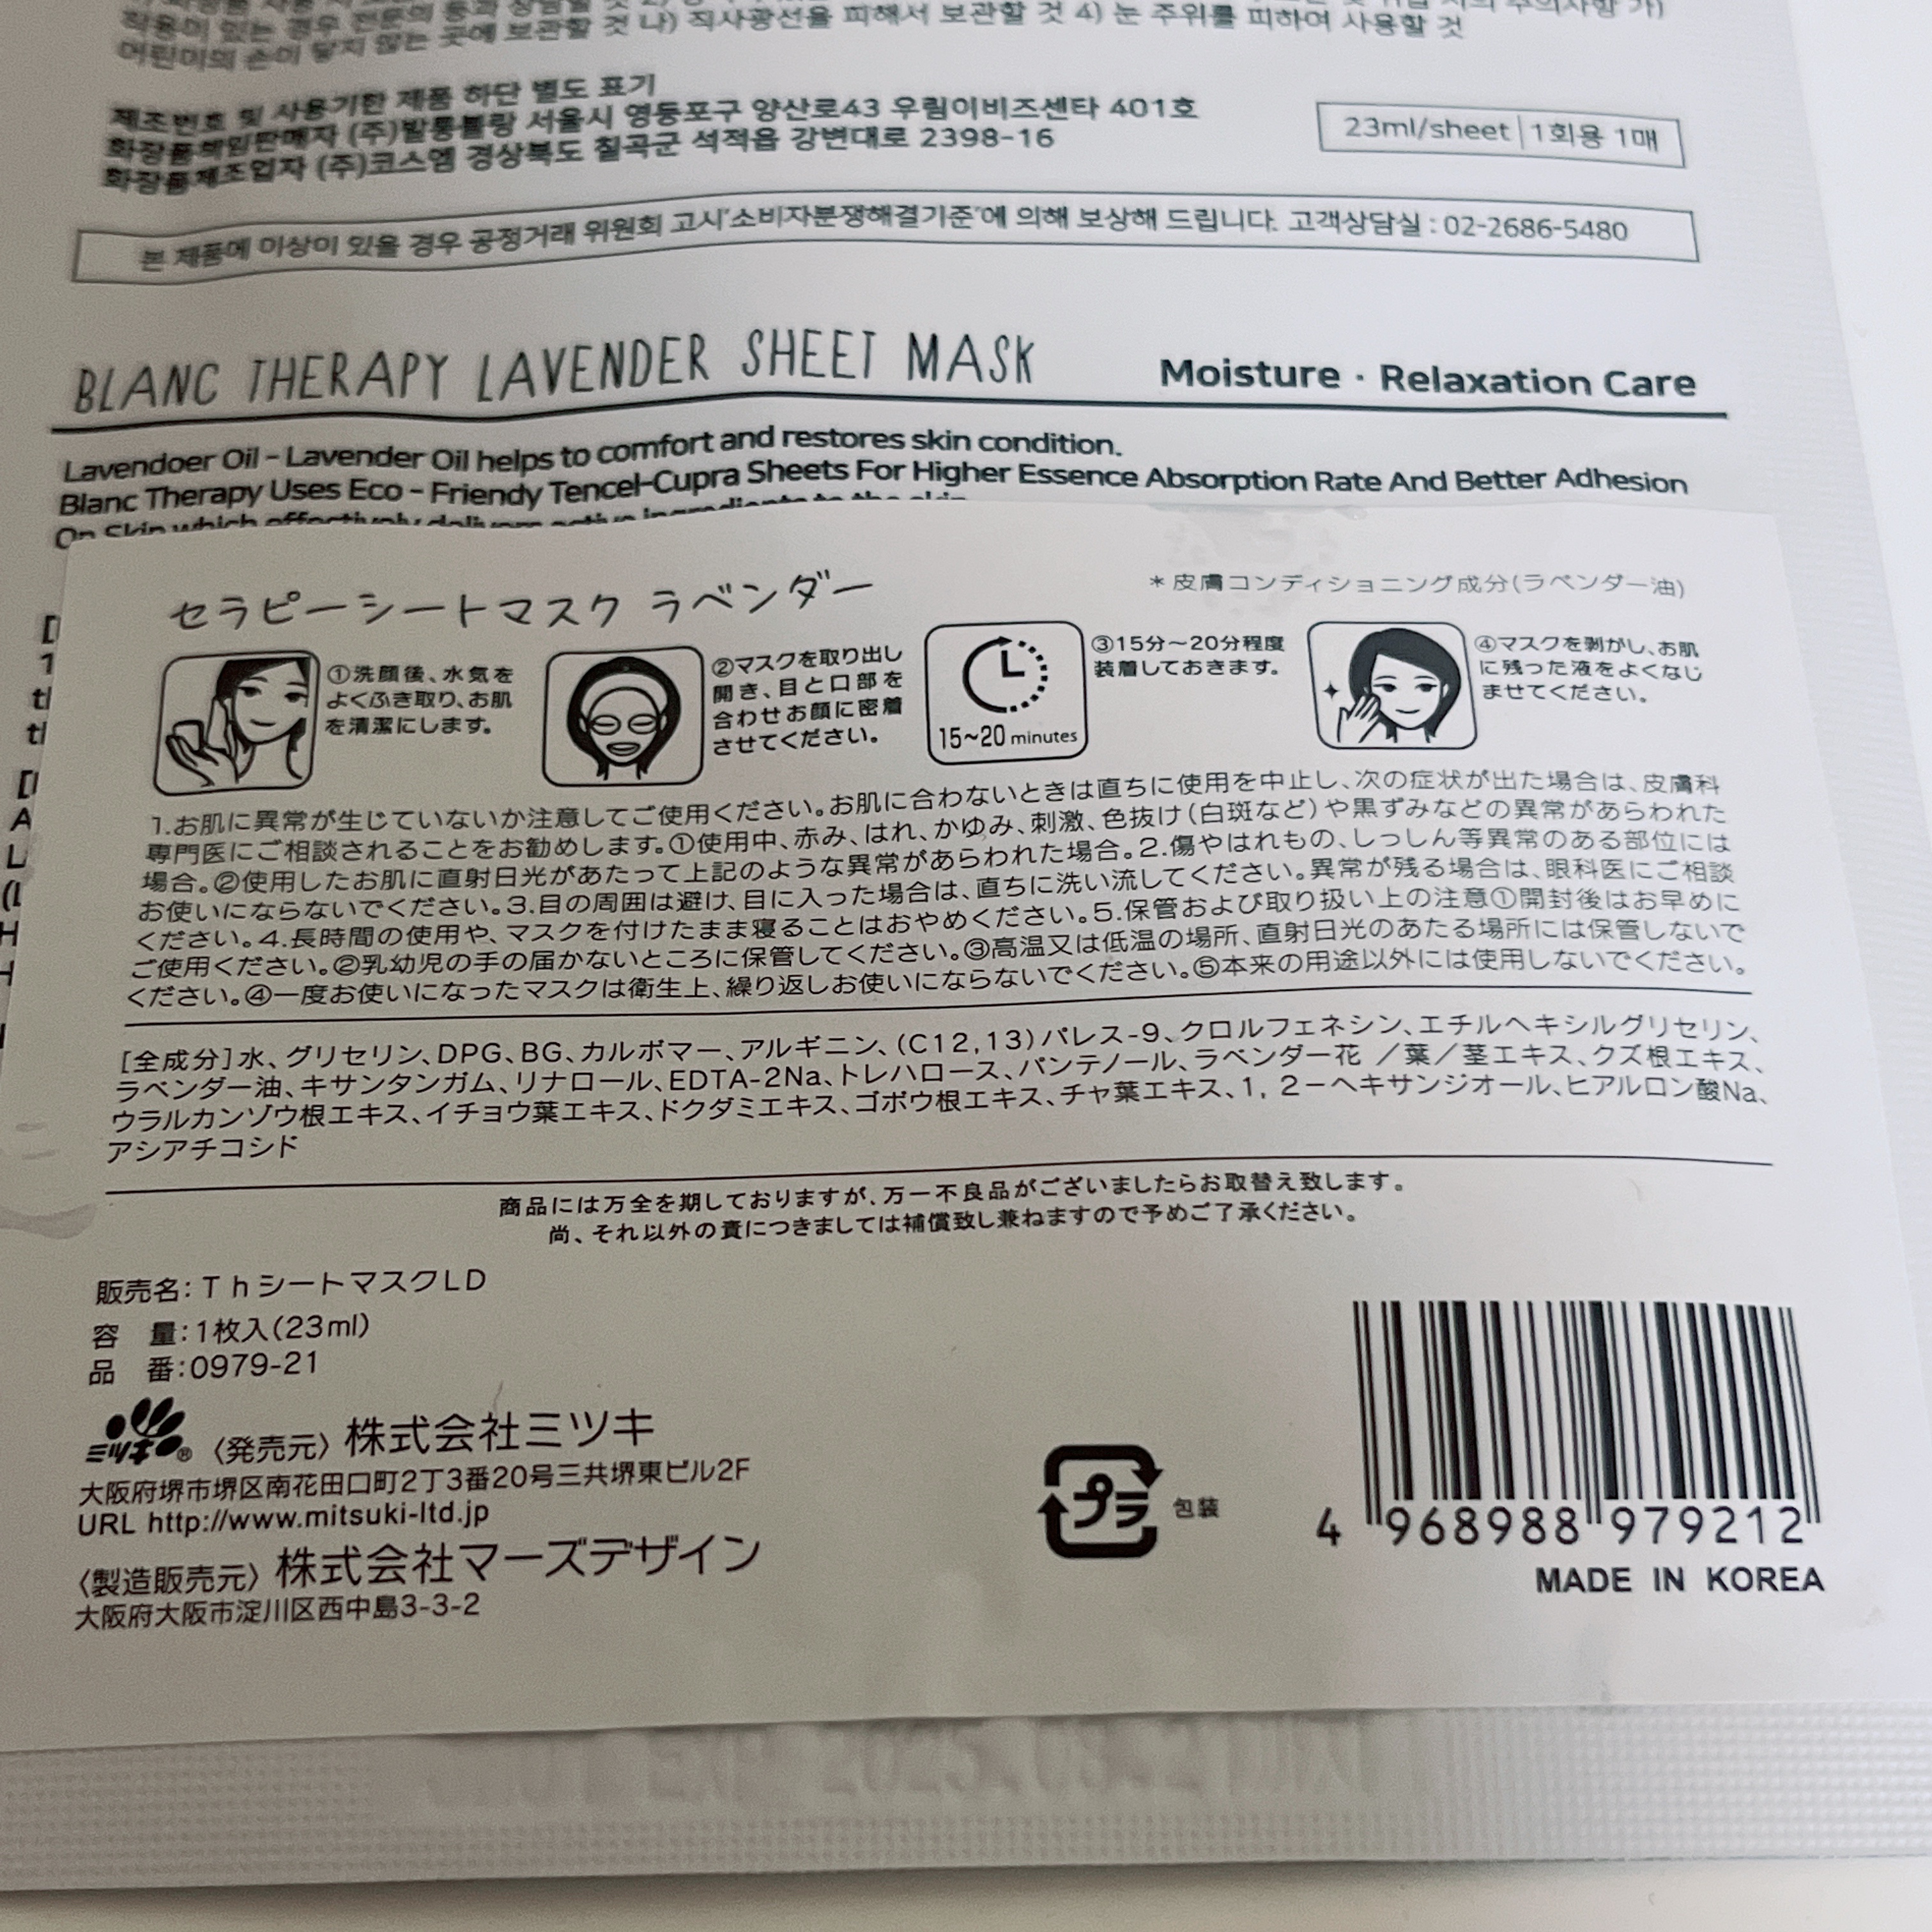 어린이의 손이 닿지 않는 곳에 보관할 것 나) 직사광선을 피해서 보관할 것 4) 눈 주위를 피하여 사용할 것
제조번호 및 사용기한 제품 하단 별도 표기
화장품책임판매자 (주)발롱블랑 서울시 영등포구 양산로43 우림이비즈센타 401호
화장품제조업자 (주)코스엠 경상북도 칠곡군 석적읍 강변대로 2398-16
23ml/sheet | 1회용 1매
본 제품에 이상이 있을 경우 공정거래 위원회 고시'소비자분쟁해결기준'에 의해 보상해 드립니다. 고객상담실 : 02-2686-5480
BLANC THERAPY LAVENDER SHEET MASK
Moisture · Relaxation Care
Lavendoer Oil - Lavender Oil helps to comfort and restores skin condition.
Blanc Therapy Uses Eco - Friendy Tencel-Cupra Sheets For Higher Essence Absorption Rate And Better Adhesion
On Skin which effectively delivers active ingredients to the skin
セラピーシートマスク ラベンダー
*皮膚コンディショニング成分(ラベンダー油)
①洗顔後、水気を
よくふき取り、お肌
を清潔にします。
②マスクを取り出し
開き、目と口部を
合わせお顔に密着
させてください。
15~20 minutes
③15分～20分程度
装着しておきます。
④マスクを剥がし、お肌
に残った液をよくなじ
ませてください。
1.お肌に異常が生じていないか注意してご使用ください。お肌に合わないときは直ちに使用を中止し、次の症状が出た場合は、皮膚科
専門医にご相談されることをお勧めします。①使用中、赤み、はれ、かゆみ、刺激、色抜け(白斑など)や黒ずみなどの異常があらわれた
場合。②使用したお肌に直射日光があたって上記のような異常があらわれた場合。2.傷やはれもの、しっしん等異常のある部位には
お使いにならないでください。3.目の周囲は避け、目に入った場合は、直ちに洗い流してください。異常が残る場合は、眼科医にご相談
ください。4.長時間の使用や、マスクを付けたまま寝ることはおやめください。5.保管および取り扱い上の注意①開封後はお早めに
ご使用ください。②乳幼児の手の届かないところに保管してください。③高温又は低温の場所、直射日光のあたる場所には保管しないで
ください。④一度お使いになったマスクは衛生上、繰り返しお使いにならないでください。⑤本来の用途以外には使用しないでください。
[全成分]水、グリセリン、DPG、BG、カルボマー、アルギニン、(C12,13)パレス-9、クロルフェネシン、エチルヘキシルグリセリン、
ラベンダー油、キサンタンガム、リナロール、EDTA-2Na、トレハロース、パンテノール、ラベンダー花 ／葉／茎エキス、クズ根エキス、
ウラルカンゾウ根エキス、イチョウ葉エキス、ドクダミエキス、ゴボウ根エキス、チャ葉エキス、1, 2-ヘキサンジオール、ヒアルロン酸Na、
アシアチコシド
商品には万全を期しておりますが、万一不良品がございましたらお取替え致します。
尚、それ以外の責につきましては補償致し兼ねますので予めご了承ください。
販売名：ThシートマスクLD
容 量：1枚入(23ml)
品 番：0979-21
ミツキ®〈発売元〉株式会社ミツキ
大阪府堺市堺区南花田口町2丁3番20号三共堺東ビル2F
URL http://www.mitsuki-ltd.jp
〈製造販売元〉株式会社マーズデザイン
大阪府大阪市淀川区西中島3-3-2
プラ 包装
4 968988 979212
MADE IN KOREA